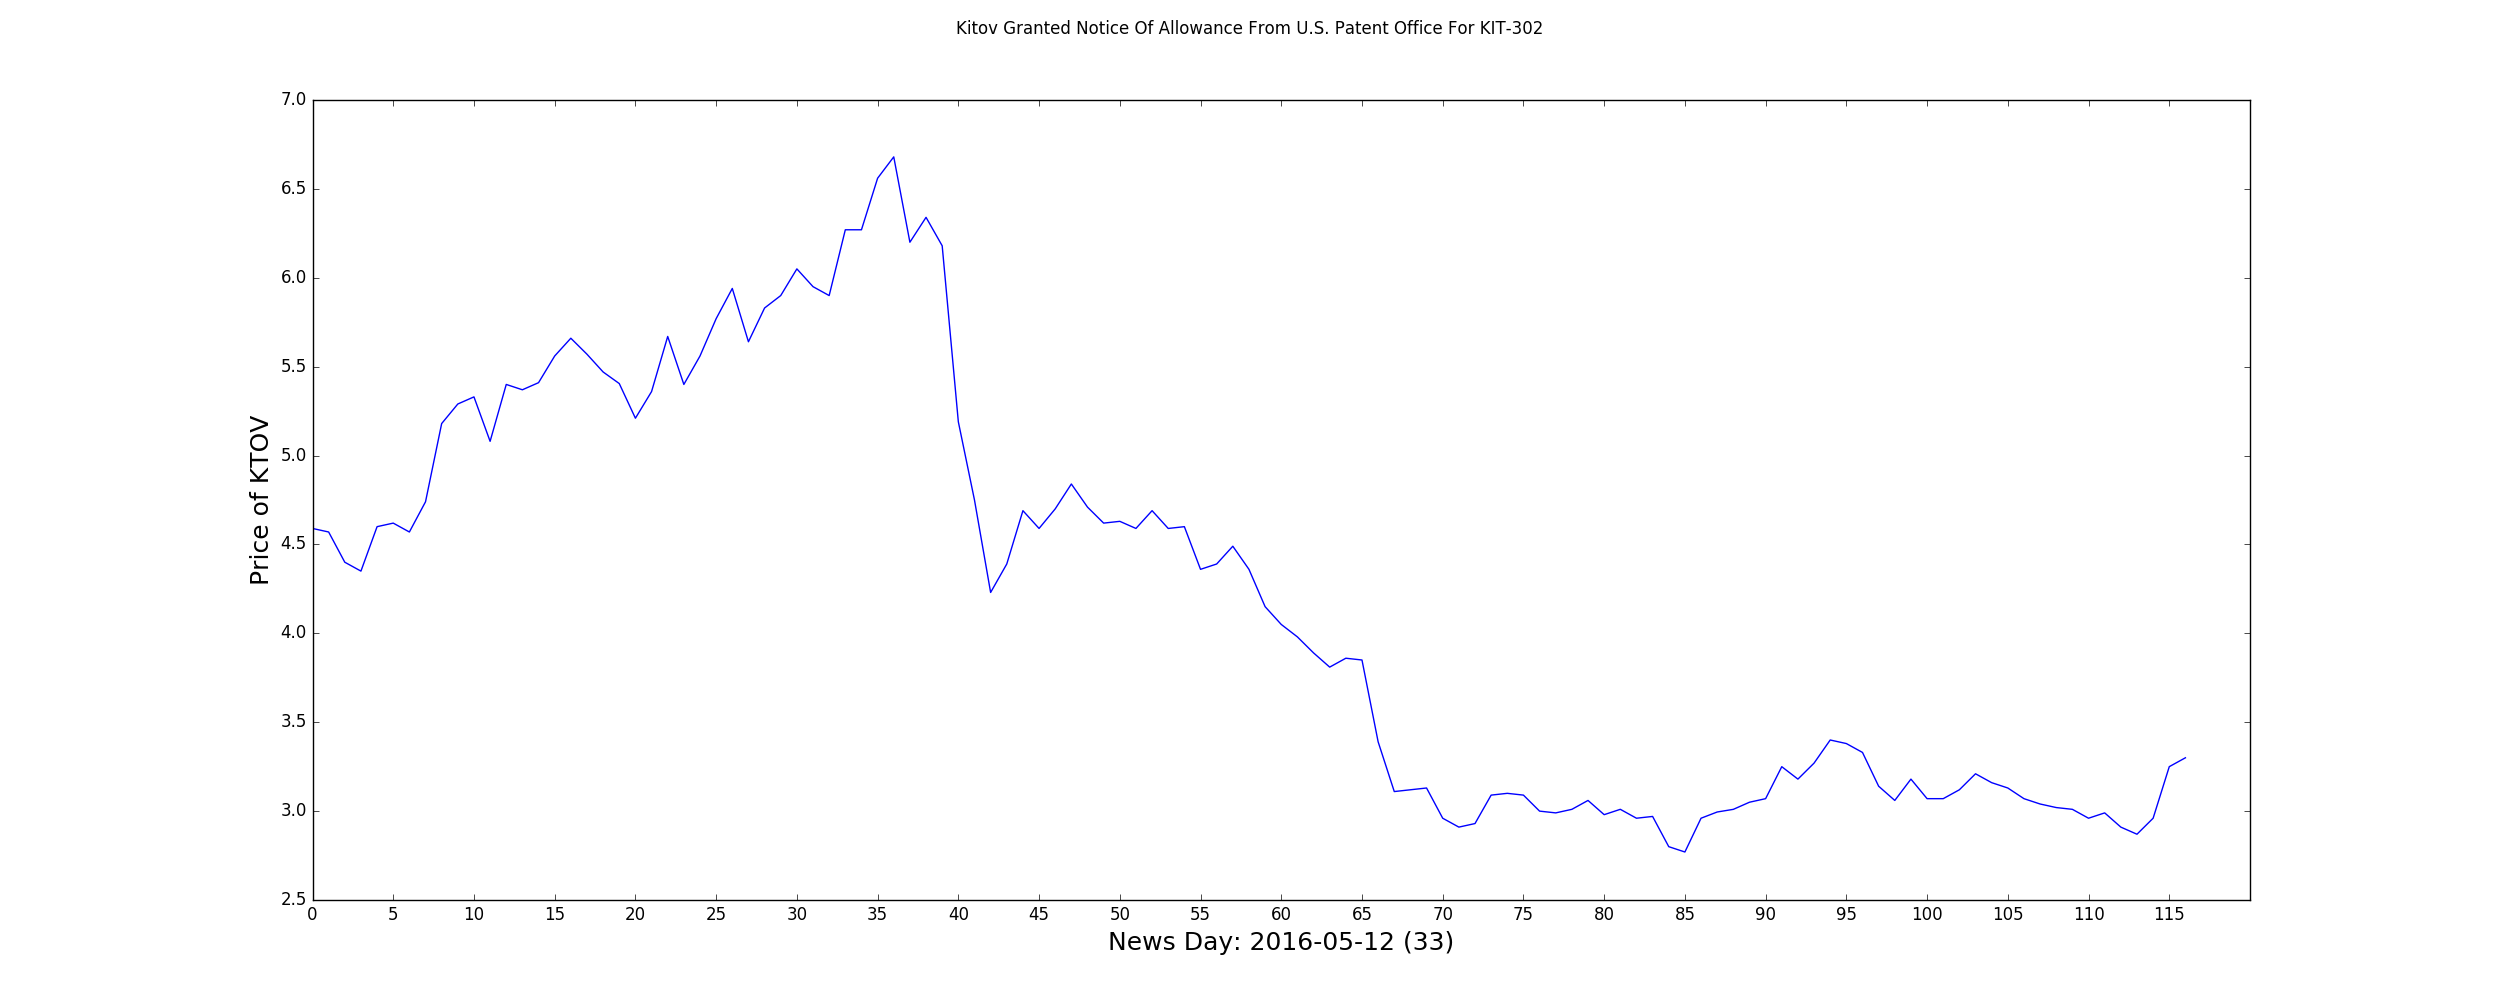 Kitov Granted Notice Of Allowance From U.S. Patent Office For KIT-302
7.0
6.5
6.0
5.5
5.0
4.5
4.0
3.5
3.0
2.5
Price of KTOV
0 5 10 15 20 25 30 35 40 45 50 55 60 65 70 75 80 85 90 95 100 105 110 115
News Day: 2016-05-12 (33)